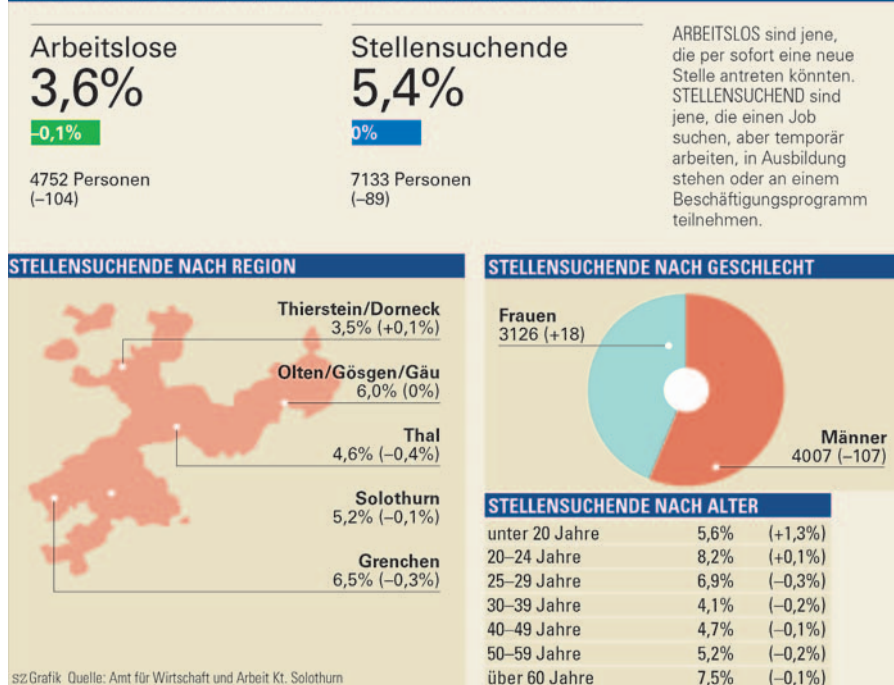 Arbeitslose
3,6%
–0,1%
4752 Personen
(–104)
Stellensuchende
5,4%
0%
7133 Personen
(–89)
ARBEITSLOS sind jene,
die per sofort eine neue
Stelle antreten könnten.
STELLENSUCHEND sind
jene, die einen Job
suchen, aber temporär
arbeiten, in Ausbildung
stehen oder an einem
Beschäftigungsprogramm
teilnehmen.
STELLENSUCHENDE NACH REGION
Thierstein/Dorneck
3,5% (+0,1%)
Olten/Gösgen/Gäu
6,0% (0%)
Thal
4,6% (–0,4%)
Solothurn
5,2% (–0,1%)
Grenchen
6,5% (–0,3%)
SZ Grafik Quelle: Amt für Wirtschaft und Arbeit Kt. Solothurn
STELLENSUCHENDE NACH GESCHLECHT
Frauen
3126 (+18)
Männer
4007 (–107)
STELLENSUCHENDE NACH ALTER
unter 20 Jahre 5,6% (+1,3%)
20–24 Jahre 8,2% (+0,1%)
25–29 Jahre 6,9% (–0,3%)
30–39 Jahre 4,1% (–0,2%)
40–49 Jahre 4,7% (–0,1%)
50–59 Jahre 5,2% (–0,2%)
über 60 Jahre 7,5% (–0,1%)